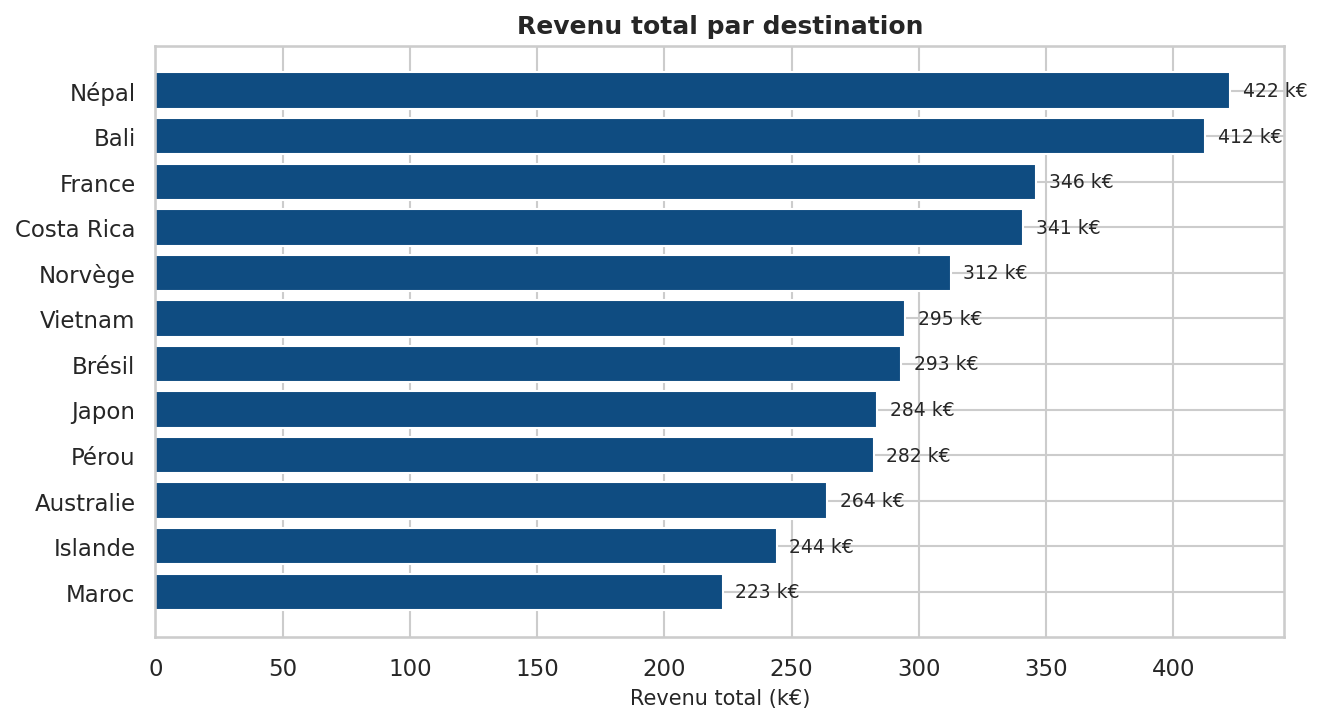 Revenu total par destination
Népal 422 k€
Bali 412 k€
France 346 k€
Costa Rica 341 k€
Norvège 312 k€
Vietnam 295 k€
Brésil 293 k€
Japon 284 k€
Pérou 282 k€
Australie 264 k€
Islande 244 k€
Maroc 223 k€
0 50 100 150 200 250 300 350 400
Revenu total (k€)